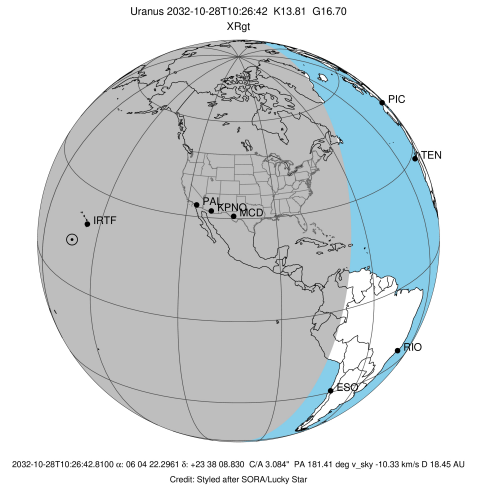 Uranus 2032-10-28T10:26:42  K13.81  G16.70
XRgt
PIC
TEN
PAL
KPNO
MCD
IRTF
RIO
ESO
2032-10-28T10:26:42.8100 α: 06 04 22.2961 δ: +23 38 08.830  C/A 3.084"  PA 181.41 deg v_sky -10.33 km/s D 18.45 AU
Credit: Styled after SORA/Lucky Star